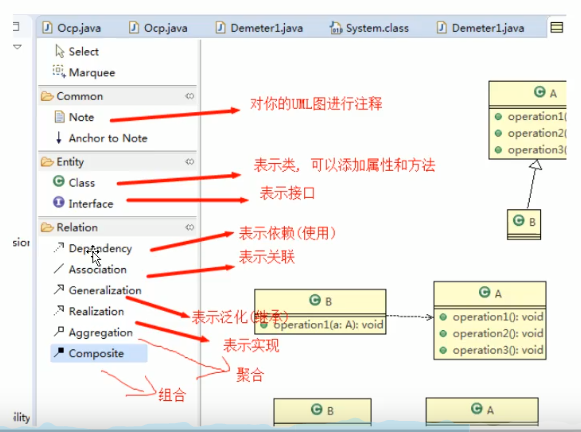 Ocp.java
Ocp.java
Demeter1.java
System.class
Demeter1.java
Select
Marquee
Common
Note
Anchor to Note
对你的UML图进行注释
Entity
Class
Interface
表示类, 可以添加属性和方法
表示接口
Relation
Dependency
Association
Generalization
Realization
Aggregation
Composite
表示依赖(使用)
表示关联
表示泛化(继承)
表示实现
聚合
组合
A
operation1(
operation2(
operation3(
B
B
operation1(a: A): void
A
operation1(): void
operation2(): void
operation3(): void
B
A
sion
ility